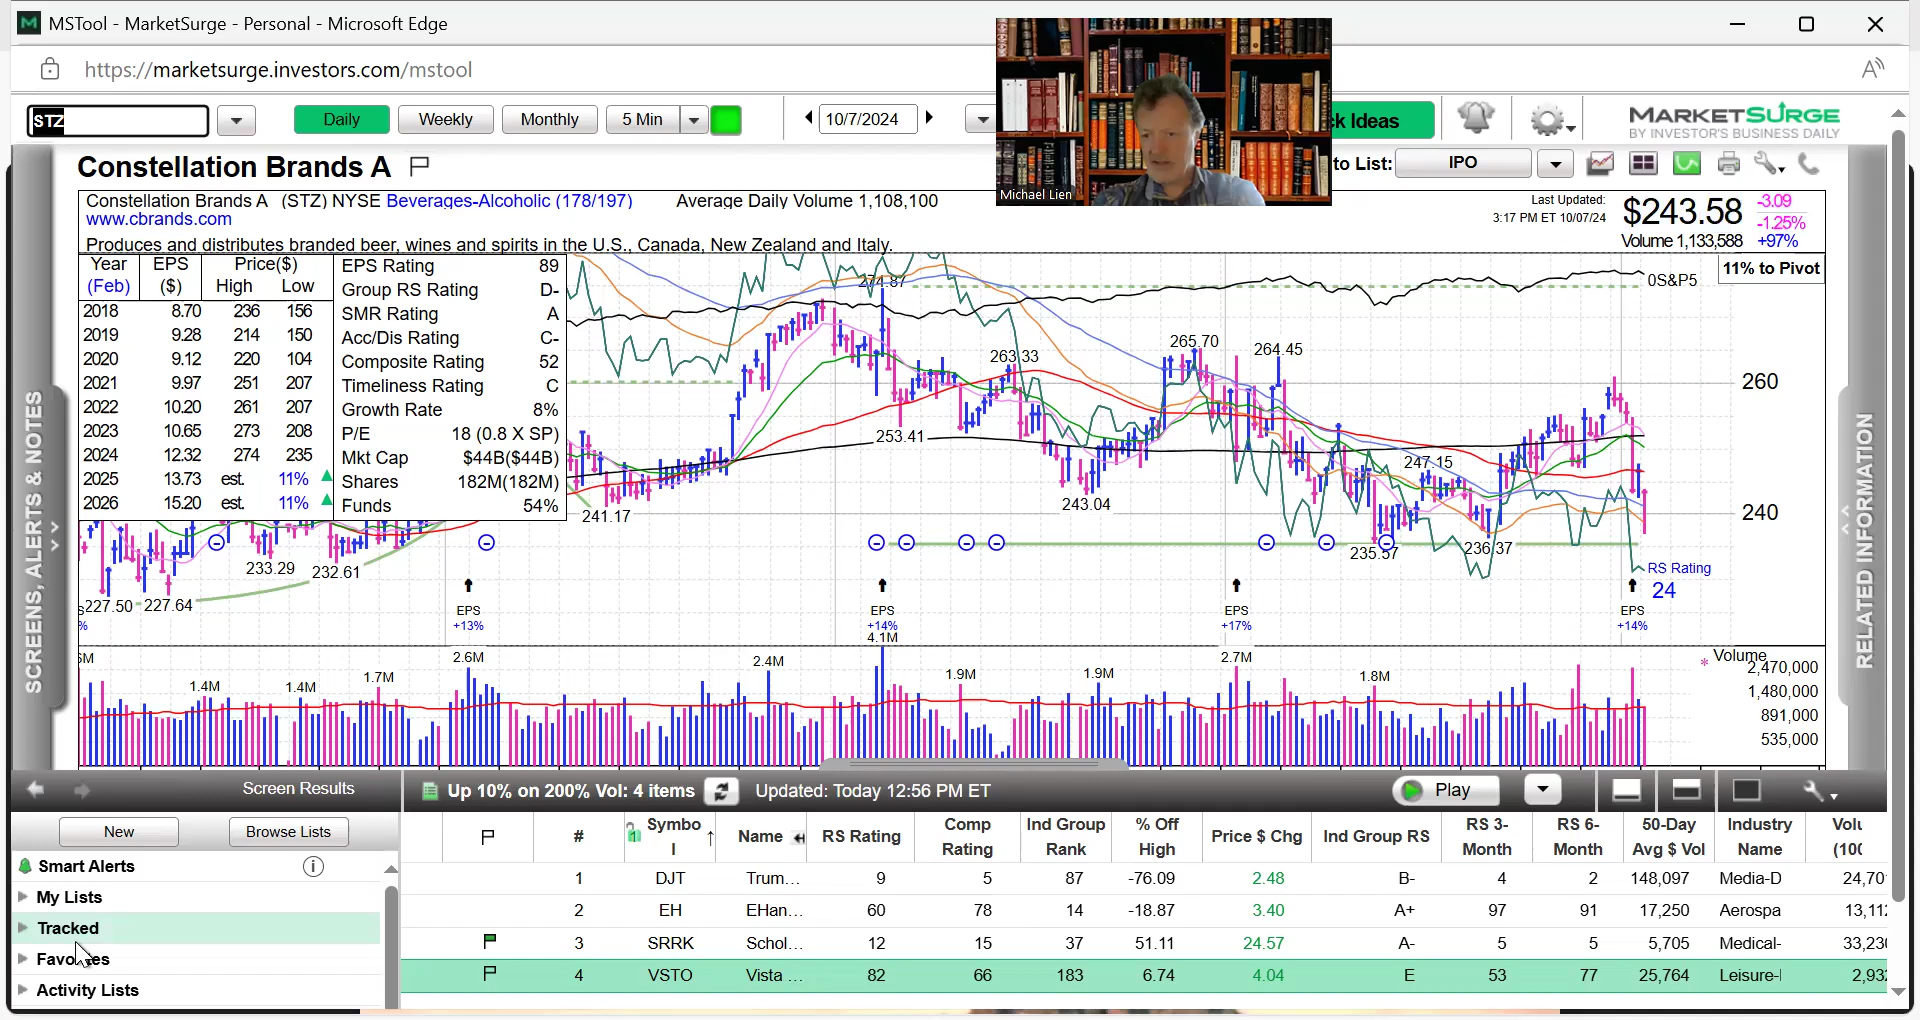 MSTool - MarketSurge - Personal - Microsoft Edge
https://marketsurge.investors.com/mstool
STZ
Daily
Weekly
Monthly
5 Min
10/7/2024
ck Ideas
MARKETSURGE
BY INVESTOR'S BUSINESS DAILY
Constellation Brands A
to List:
IPO
Michael Lien
Constellation Brands A (STZ) NYSE Beverages-Alcoholic (178/197) Average Daily Volume 1,108,100
www.cbrands.com
Produces and distributes branded beer, wines and spirits in the U.S., Canada, New Zealand and Italy.
Last Updated:
3:17 PM ET 10/07/24
$243.58
-3.09
-1.25%
Volume 1,133,588 +97%
11% to Pivot
Year EPS Price($)
(Feb) ($) High Low
2018 8.70 236 156
2019 9.28 214 150
2020 9.12 220 104
2021 9.97 251 207
2022 10.20 261 207
2023 10.65 273 208
2024 12.32 274 235
2025 13.73 est. 11%
2026 15.20 est. 11%
EPS Rating 89
Group RS Rating D-
SMR Rating A
Acc/Dis Rating C-
Composite Rating 52
Timeliness Rating C
Growth Rate 8%
P/E 18 (0.8 X SP)
Mkt Cap $44B($44B)
Shares 182M(182M)
Funds 54%
0S&P5
274.87
265.70
264.45
263.33
260
253.41
247.15
243.04
241.17
240
235.57
236.37
233.29
232.61
227.50
227.64
RS Rating
24
EPS
+13%
EPS
+14%
EPS
+17%
EPS
+14%
%
4.1M
6M
1.4M
1.4M
1.7M
2.6M
2.4M
1.9M
1.9M
2.7M
1.8M
* Volume
2,470,000
1,480,000
891,000
535,000
SCREENS, ALERTS & NOTES
RELATED INFORMATION
Screen Results
Up 10% on 200% Vol: 4 items
Updated: Today 12:56 PM ET
Play
New
Browse Lists
Smart Alerts
My Lists
Tracked
Activity Lists
# Symbo l Name RS Rating Comp Rating Ind Group Rank % Off High Price $ Chg Ind Group RS RS 3-Month RS 6-Month 50-Day Avg $ Vol Industry Name
1 DJT Trum... 9 5 87 -76.09 2.48 B- 4 2 148,097 Media-D 24,70
2 EH EHan... 60 78 14 -18.87 3.40 A+ 97 91 17,250 Aerospa 13,11
3 SRRK Schol... 12 15 37 51.11 24.57 A- 5 5 5,705 Medical- 33,23
4 VSTO Vista ... 82 66 183 6.74 4.04 E 53 77 25,764 Leisure- 2,93